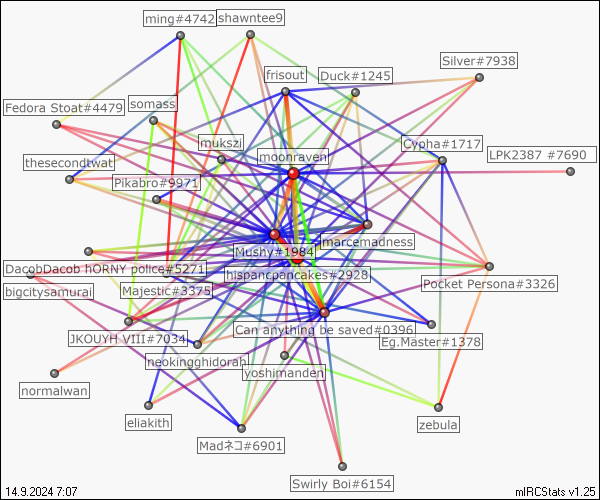 ming#4742
shawntee9
Silver#7938
frisout
Duck#1245
Fedora Stoat#4479
somass
mukszi
Cypha#1717
LPK2387 #7690
moonraven
thesecondtwat
Pikabro#9971
marcemadness
Mushy#1984
DacobDacob hORNY police#5271
hispancpancakes#2928
Pocket Persona#3326
bigcitysamurai
Majestic#3375
Can anything be saved#0396
JKOUYH VIII#7034
Eg.Master#1378
neokingghidorah
yoshimanden
normalwan
eliakith
zebula
Madネコ#6901
Swirly Boi#6154
14.9.2024 7:07
mIRCStats v1.25